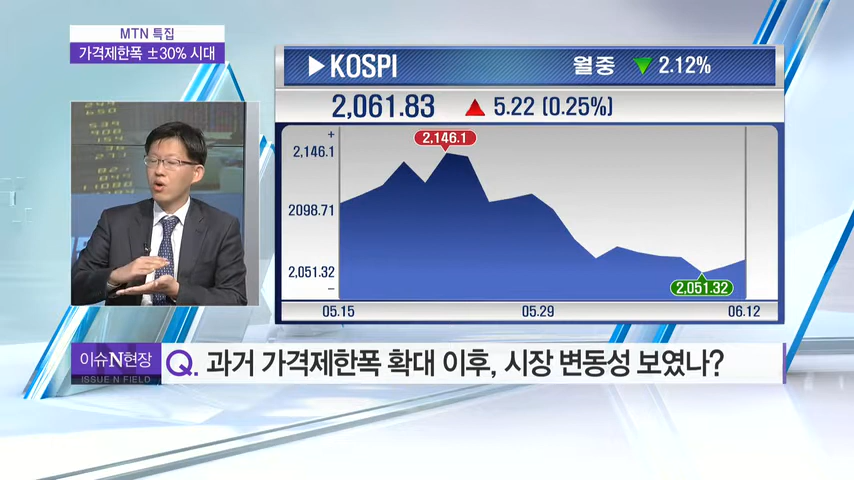 MTN 특집
가격제한폭 ±30% 시대
▶KOSPI 월중 ▼ 2.12%
2,061.83 ▲ 5.22 (0.25%)
+
2,146.1
2,146.1
2098.71
2,051.32
–
2,051.32
05.15 05.29 06.12
이슈N현장
ISSUE N FIELD
Q. 과거 가격제한폭 확대 이후, 시장 변동성 보였나?